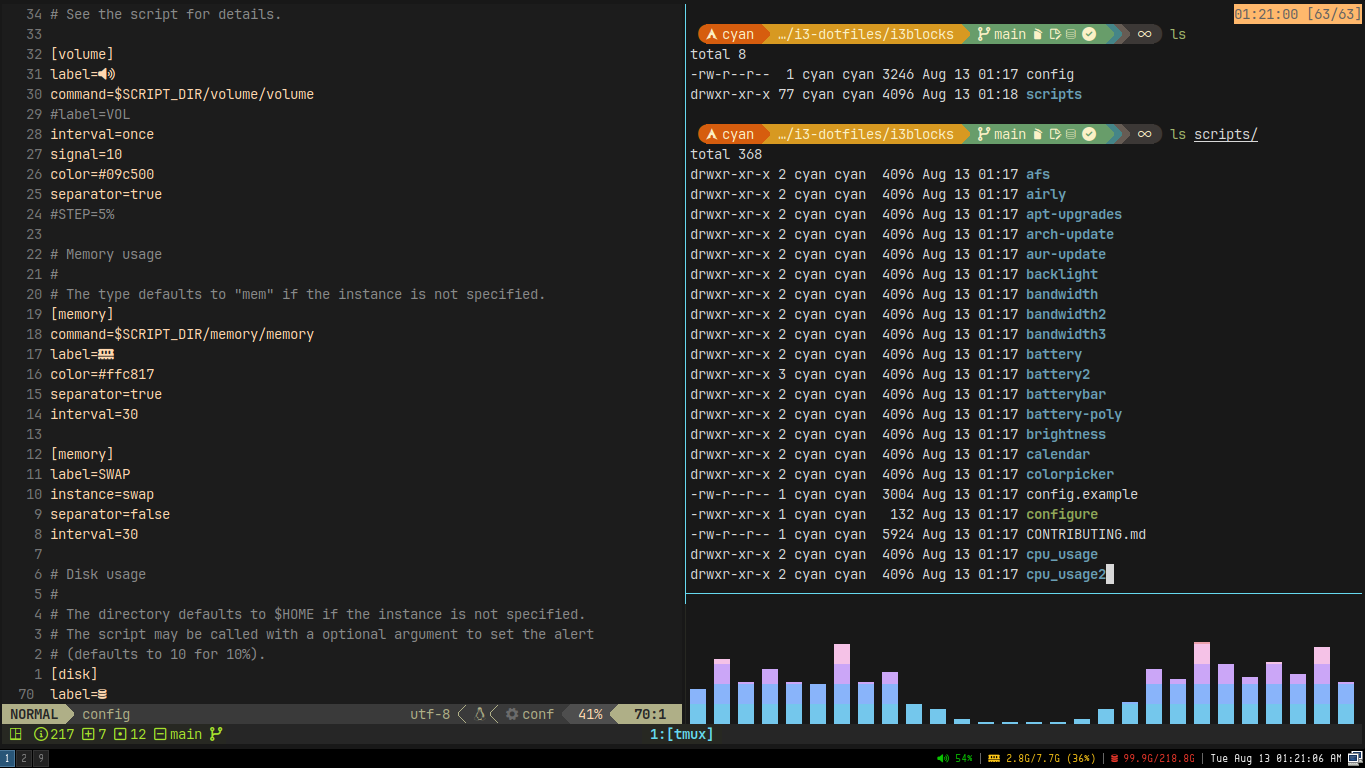 34 # See the script for details.
33
32 [volume]
31 label=
30 command=$SCRIPT_DIR/volume/volume
29 #label=VOL
28 interval=once
27 signal=10
26 color=#09c500
25 separator=true
24 #STEP=5%
23
22 # Memory usage
21 #
20 # The type defaults to "mem" if the instance is not specified.
19 [memory]
18 command=$SCRIPT_DIR/memory/memory
17 label=
16 color=#ffc817
15 separator=true
14 interval=30
13
12 [memory]
11 label=SWAP
10 instance=swap
9 separator=false
8 interval=30
7
6 # Disk usage
5 #
4 # The directory defaults to $HOME if the instance is not specified.
3 # The script may be called with a optional argument to set the alert
2 # (defaults to 10 for 10%).
1 [disk]
70 label=
NORMAL config utf-8 conf 41% 70:1
01:21:00 [63/63]
cyan …/i3-dotfiles/i3blocks main ∞ ls
total 8
-rw-r--r--  1 cyan cyan 3246 Aug 13 01:17 config
drwxr-xr-x 77 cyan cyan 4096 Aug 13 01:18 scripts
cyan …/i3-dotfiles/i3blocks main ∞ ls scripts/
total 368
drwxr-xr-x 2 cyan cyan  4096 Aug 13 01:17 afs
drwxr-xr-x 2 cyan cyan  4096 Aug 13 01:17 airly
drwxr-xr-x 2 cyan cyan  4096 Aug 13 01:17 apt-upgrades
drwxr-xr-x 2 cyan cyan  4096 Aug 13 01:17 arch-update
drwxr-xr-x 2 cyan cyan  4096 Aug 13 01:17 aur-update
drwxr-xr-x 2 cyan cyan  4096 Aug 13 01:17 backlight
drwxr-xr-x 2 cyan cyan  4096 Aug 13 01:17 bandwidth
drwxr-xr-x 2 cyan cyan  4096 Aug 13 01:17 bandwidth2
drwxr-xr-x 2 cyan cyan  4096 Aug 13 01:17 bandwidth3
drwxr-xr-x 2 cyan cyan  4096 Aug 13 01:17 battery
drwxr-xr-x 3 cyan cyan  4096 Aug 13 01:17 battery2
drwxr-xr-x 2 cyan cyan  4096 Aug 13 01:17 batterybar
drwxr-xr-x 2 cyan cyan  4096 Aug 13 01:17 battery-poly
drwxr-xr-x 2 cyan cyan  4096 Aug 13 01:17 brightness
drwxr-xr-x 2 cyan cyan  4096 Aug 13 01:17 calendar
drwxr-xr-x 2 cyan cyan  4096 Aug 13 01:17 colorpicker
-rw-r--r-- 1 cyan cyan  3004 Aug 13 01:17 config.example
-rwxr-xr-x 1 cyan cyan   132 Aug 13 01:17 configure
-rw-r--r-- 1 cyan cyan  5924 Aug 13 01:17 CONTRIBUTING.md
drwxr-xr-x 2 cyan cyan  4096 Aug 13 01:17 cpu_usage
drwxr-xr-x 2 cyan cyan  4096 Aug 13 01:17 cpu_usage2
217 7 12 main 1:[tmux]
1 2 9 54% | 2.8G/7.7G (36%) | 99.9G/218.8G | Tue Aug 13 01:21:06 AM